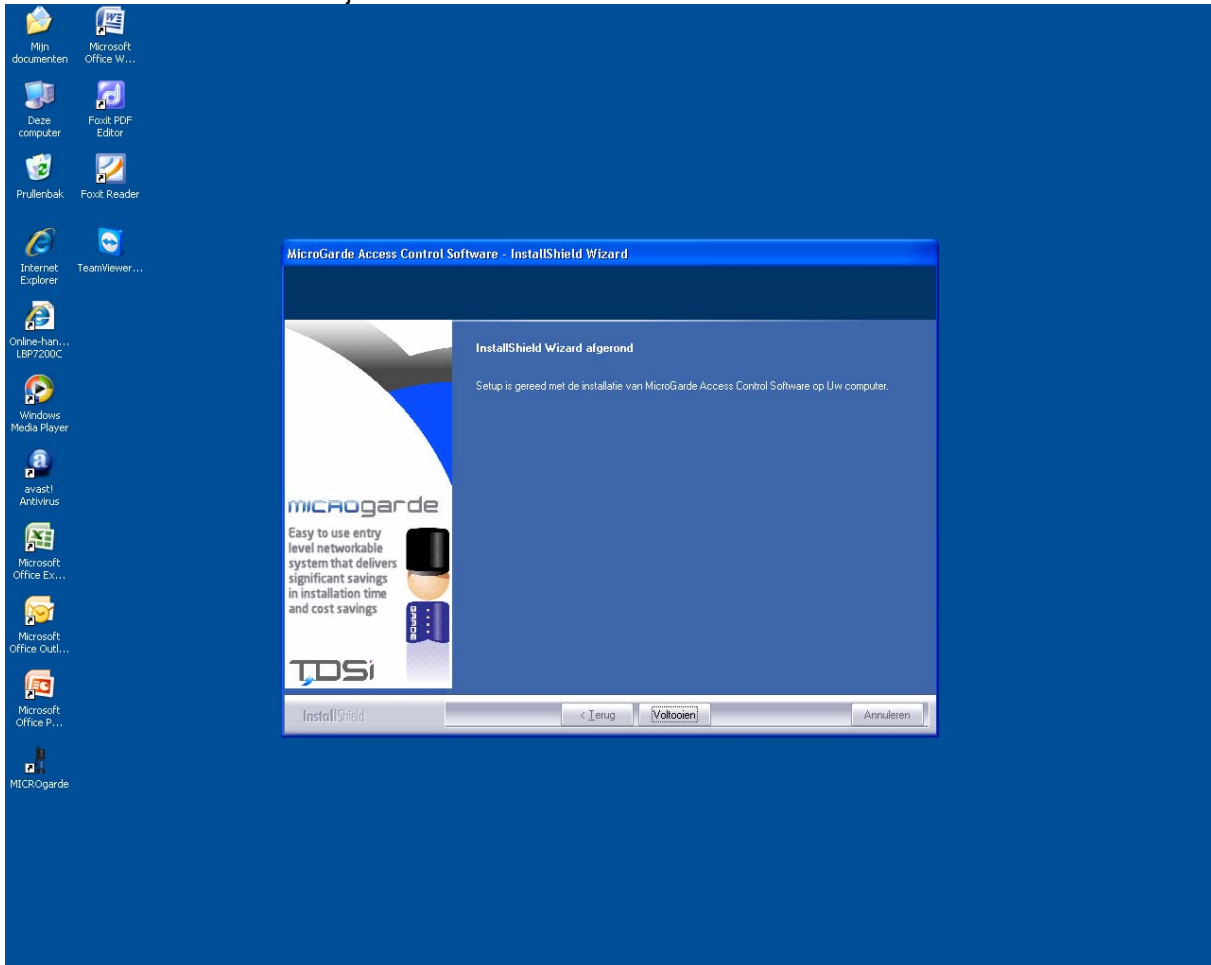 Mijn
documenten
Microsoft
Office W...
Deze
computer
Foxit PDF
Editor
Prullenbak
Foxit Reader
Internet
Explorer
TeamViewer...
Online-han...
LBP7200C
Windows
Media Player
avast!
Antivirus
Microsoft
Office Ex...
Microsoft
Office Outl...
Microsoft
Office P...
MICROgarde
MicroGarde Access Control Software - InstallShield Wizard
InstallShield Wizard afgerond
Setup is gereed met de installatie van MicroGarde Access Control Software op Uw computer.
microgarde
Easy to use entry
level networkable
system that delivers
significant savings
in installation time
and cost savings
TDSi
InstallShield
< Terug
Voltooien
Annuleren